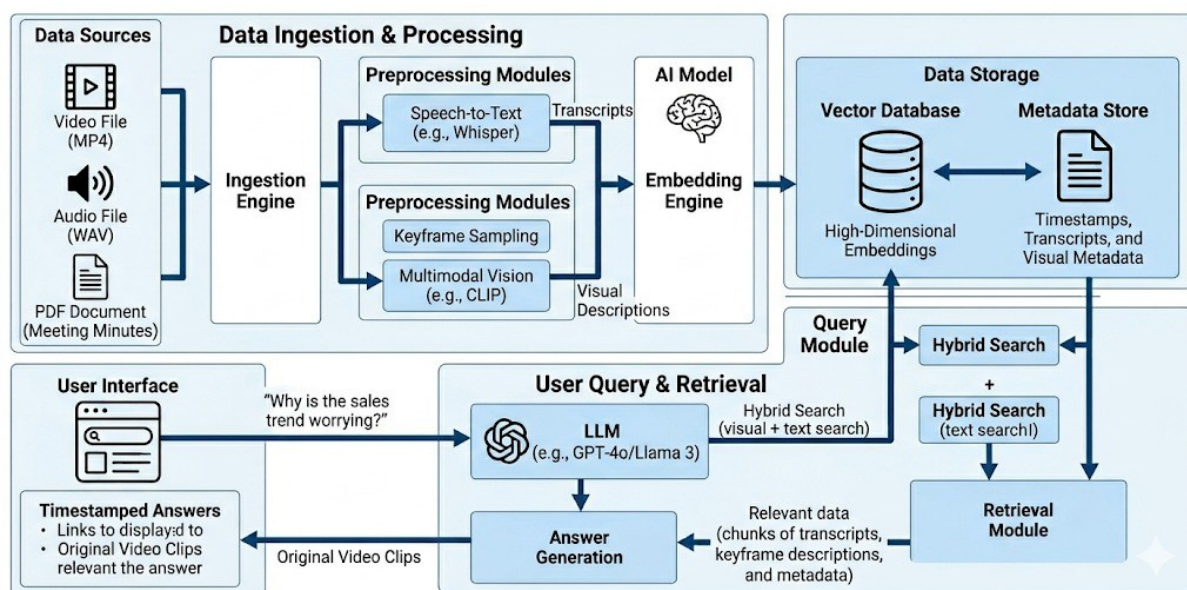 Data Sources
Video File
(MP4)
Audio File
(WAV)
PDF Document
(Meeting Minutes)
Data Ingestion & Processing
Ingestion
Engine
Preprocessing Modules
Speech-to-Text
(e.g., Whisper)
Transcripts
Preprocessing Modules
Keyframe Sampling
Multimodal Vision
(e.g., CLIP)
Visual
Descriptions
AI Model
Embedding
Engine
Data Storage
Vector Database
High-Dimensional
Embeddings
Metadata Store
Timestamps,
Transcripts, and
Visual Metadata
User Interface
"Why is the sales
trend worrying?"
Timestamped Answers
• Links to displayd to
• Original Video Clips
relevant the answer
Original Video Clips
User Query & Retrieval
LLM
(e.g., GPT-4o/Llama 3)
Hybrid Search
(visual + text search)
Answer
Generation
Relevant data
(chunks of transcripts,
keyframe descriptions,
and metadata)
Query
Module
Hybrid Search
+
Hybrid Search
(text search!)
Retrieval
Module